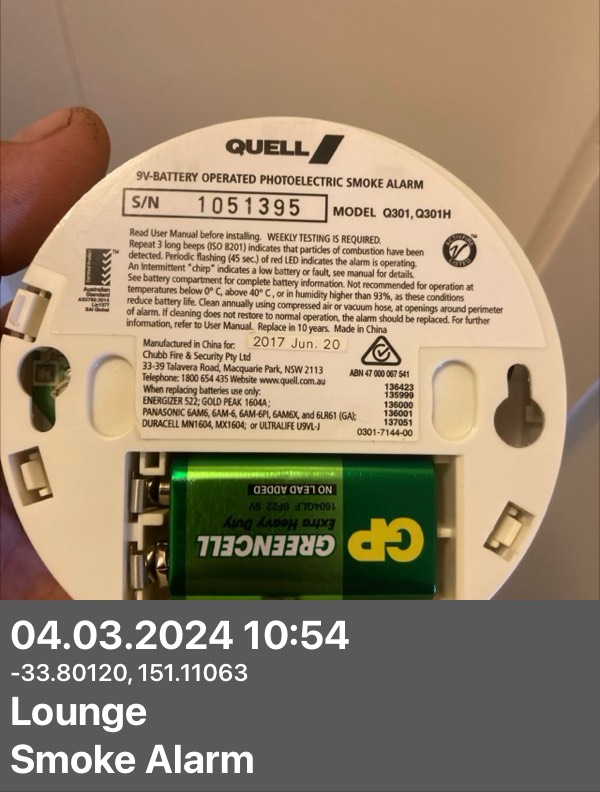 QUELL
9V-BATTERY OPERATED PHOTOELECTRIC SMOKE ALARM
S/N 1051395 MODEL Q301, Q301H
Read User Manual before installing. WEEKLY TESTING IS REQUIRED.
Repeat 3 long beeps (ISO 8201) indicates that particles of combustion have been
detected. Periodic flashing (45 sec.) of red LED indicates the alarm is operating.
An Intermittent "chirp" indicates a low battery or fault, see manual for details.
See battery compartment for complete battery information. Not recommended for operation at
temperatures below 0° C, above 40° C, or in humidity higher than 93%, as these conditions
reduce battery life. Clean annually using compressed air or vacuum hose, at openings around perimeter
of alarm. If cleaning does not restore to normal operation, the alarm should be replaced. For further
information, refer to User Manual. Replace in 10 years. Made in China
Australian
Standard
AS3786:2014
SAI Global
ACTIVFIRE
LISTED
Manufactured in China for: 2017 Jun. 20
Chubb Fire & Security Pty Ltd
33-39 Talavera Road, Macquarie Park, NSW 2113
Telephone: 1800 654 435 Website www.quell.com.au
When replacing batteries use only:
ENERGIZER 522; GOLD PEAK 1604A;
PANASONIC 6AM6, 6AM-6, 6AM-6PI, 6AM6X, and 6LR61 (GA);
DURACELL MN1604, MX1604; or ULTRALIFE U9VL-J
ABN 47 000 067 541
136423
135999
136000
136001
137051
0301-7144-00
GP
GREENCELL
Extra Heavy Duty
1604GLF 6F22 9V
NO LEAD ADDED
04.03.2024 10:54
-33.80120, 151.11063
Lounge
Smoke Alarm